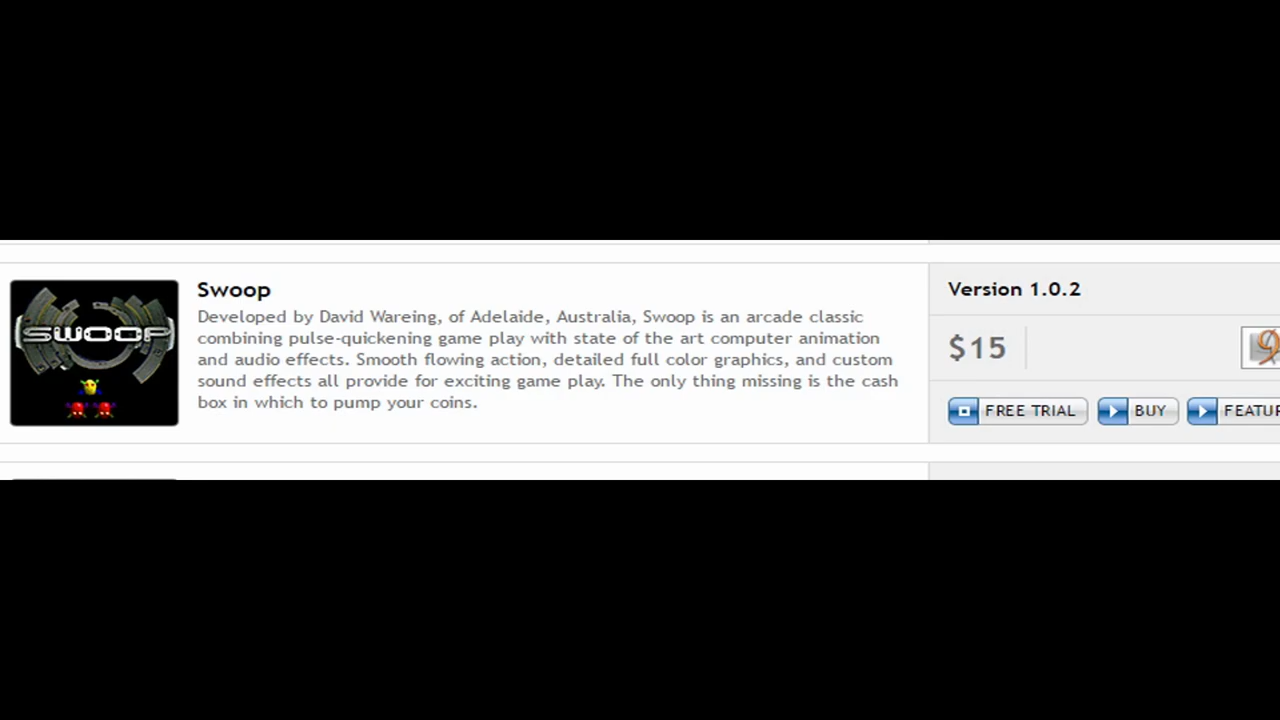 SWOOP
Swoop
Developed by David Wareing, of Adelaide, Australia, Swoop is an arcade classic
combining pulse-quickening game play with state of the art computer animation
and audio effects. Smooth flowing action, detailed full color graphics, and custom
sound effects all provide for exciting game play. The only thing missing is the cash
box in which to pump your coins.
Version 1.0.2
$15
FREE TRIAL
BUY
FEATUR